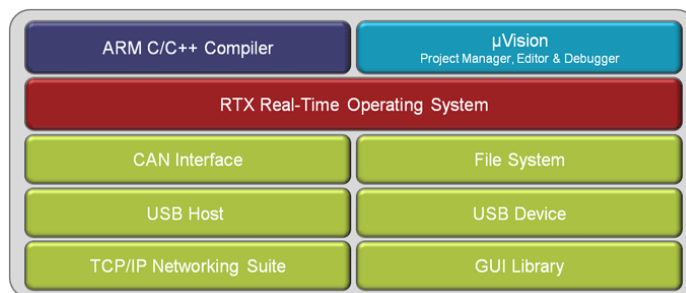 ARM C/C++ Compiler
µVision
Project Manager, Editor & Debugger
RTX Real-Time Operating System
CAN Interface
File System
USB Host
USB Device
TCP/IP Networking Suite
GUI Library